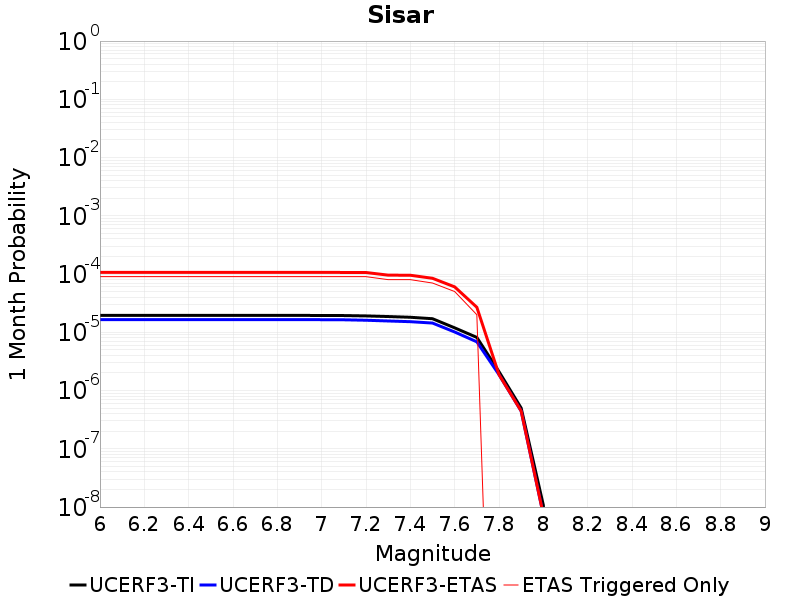 Sisar
1 Month Probability
10^0
10^-1
10^-2
10^-3
10^-4
10^-5
10^-6
10^-7
10^-8
6 6.2 6.4 6.6 6.8 7 7.2 7.4 7.6 7.8 8 8.2 8.4 8.6 8.8 9
Magnitude
UCERF3-TI UCERF3-TD UCERF3-ETAS ETAS Triggered Only